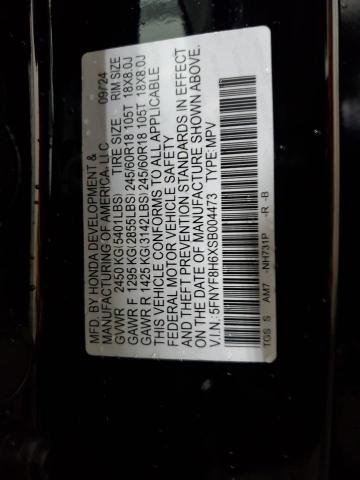 MFD. BY HONDA DEVELOPMENT & 09/24
MANUFACTURING OF AMERICA, LLC
GVWR 2450 KG(5401LBS) TIRE SIZE RIM SIZE
GAWR F 1295 KG(2855LBS) 245/60R18 105T 18X8.0J
GAWR R 1425 KG(3142LBS) 245/60R18 105T 18X8.0J
THIS VEHICLE CONFORMS TO ALL APPLICABLE
FEDERAL MOTOR VEHICLE SAFETY
AND THEFT PREVENTION STANDARDS IN EFFECT
ON THE DATE OF MANUFACTURE SHOWN ABOVE.
V.I.N.:5FNYF8H6XSB004473 TYPE:MPV
TGS S AM7 -NH731P -R -B